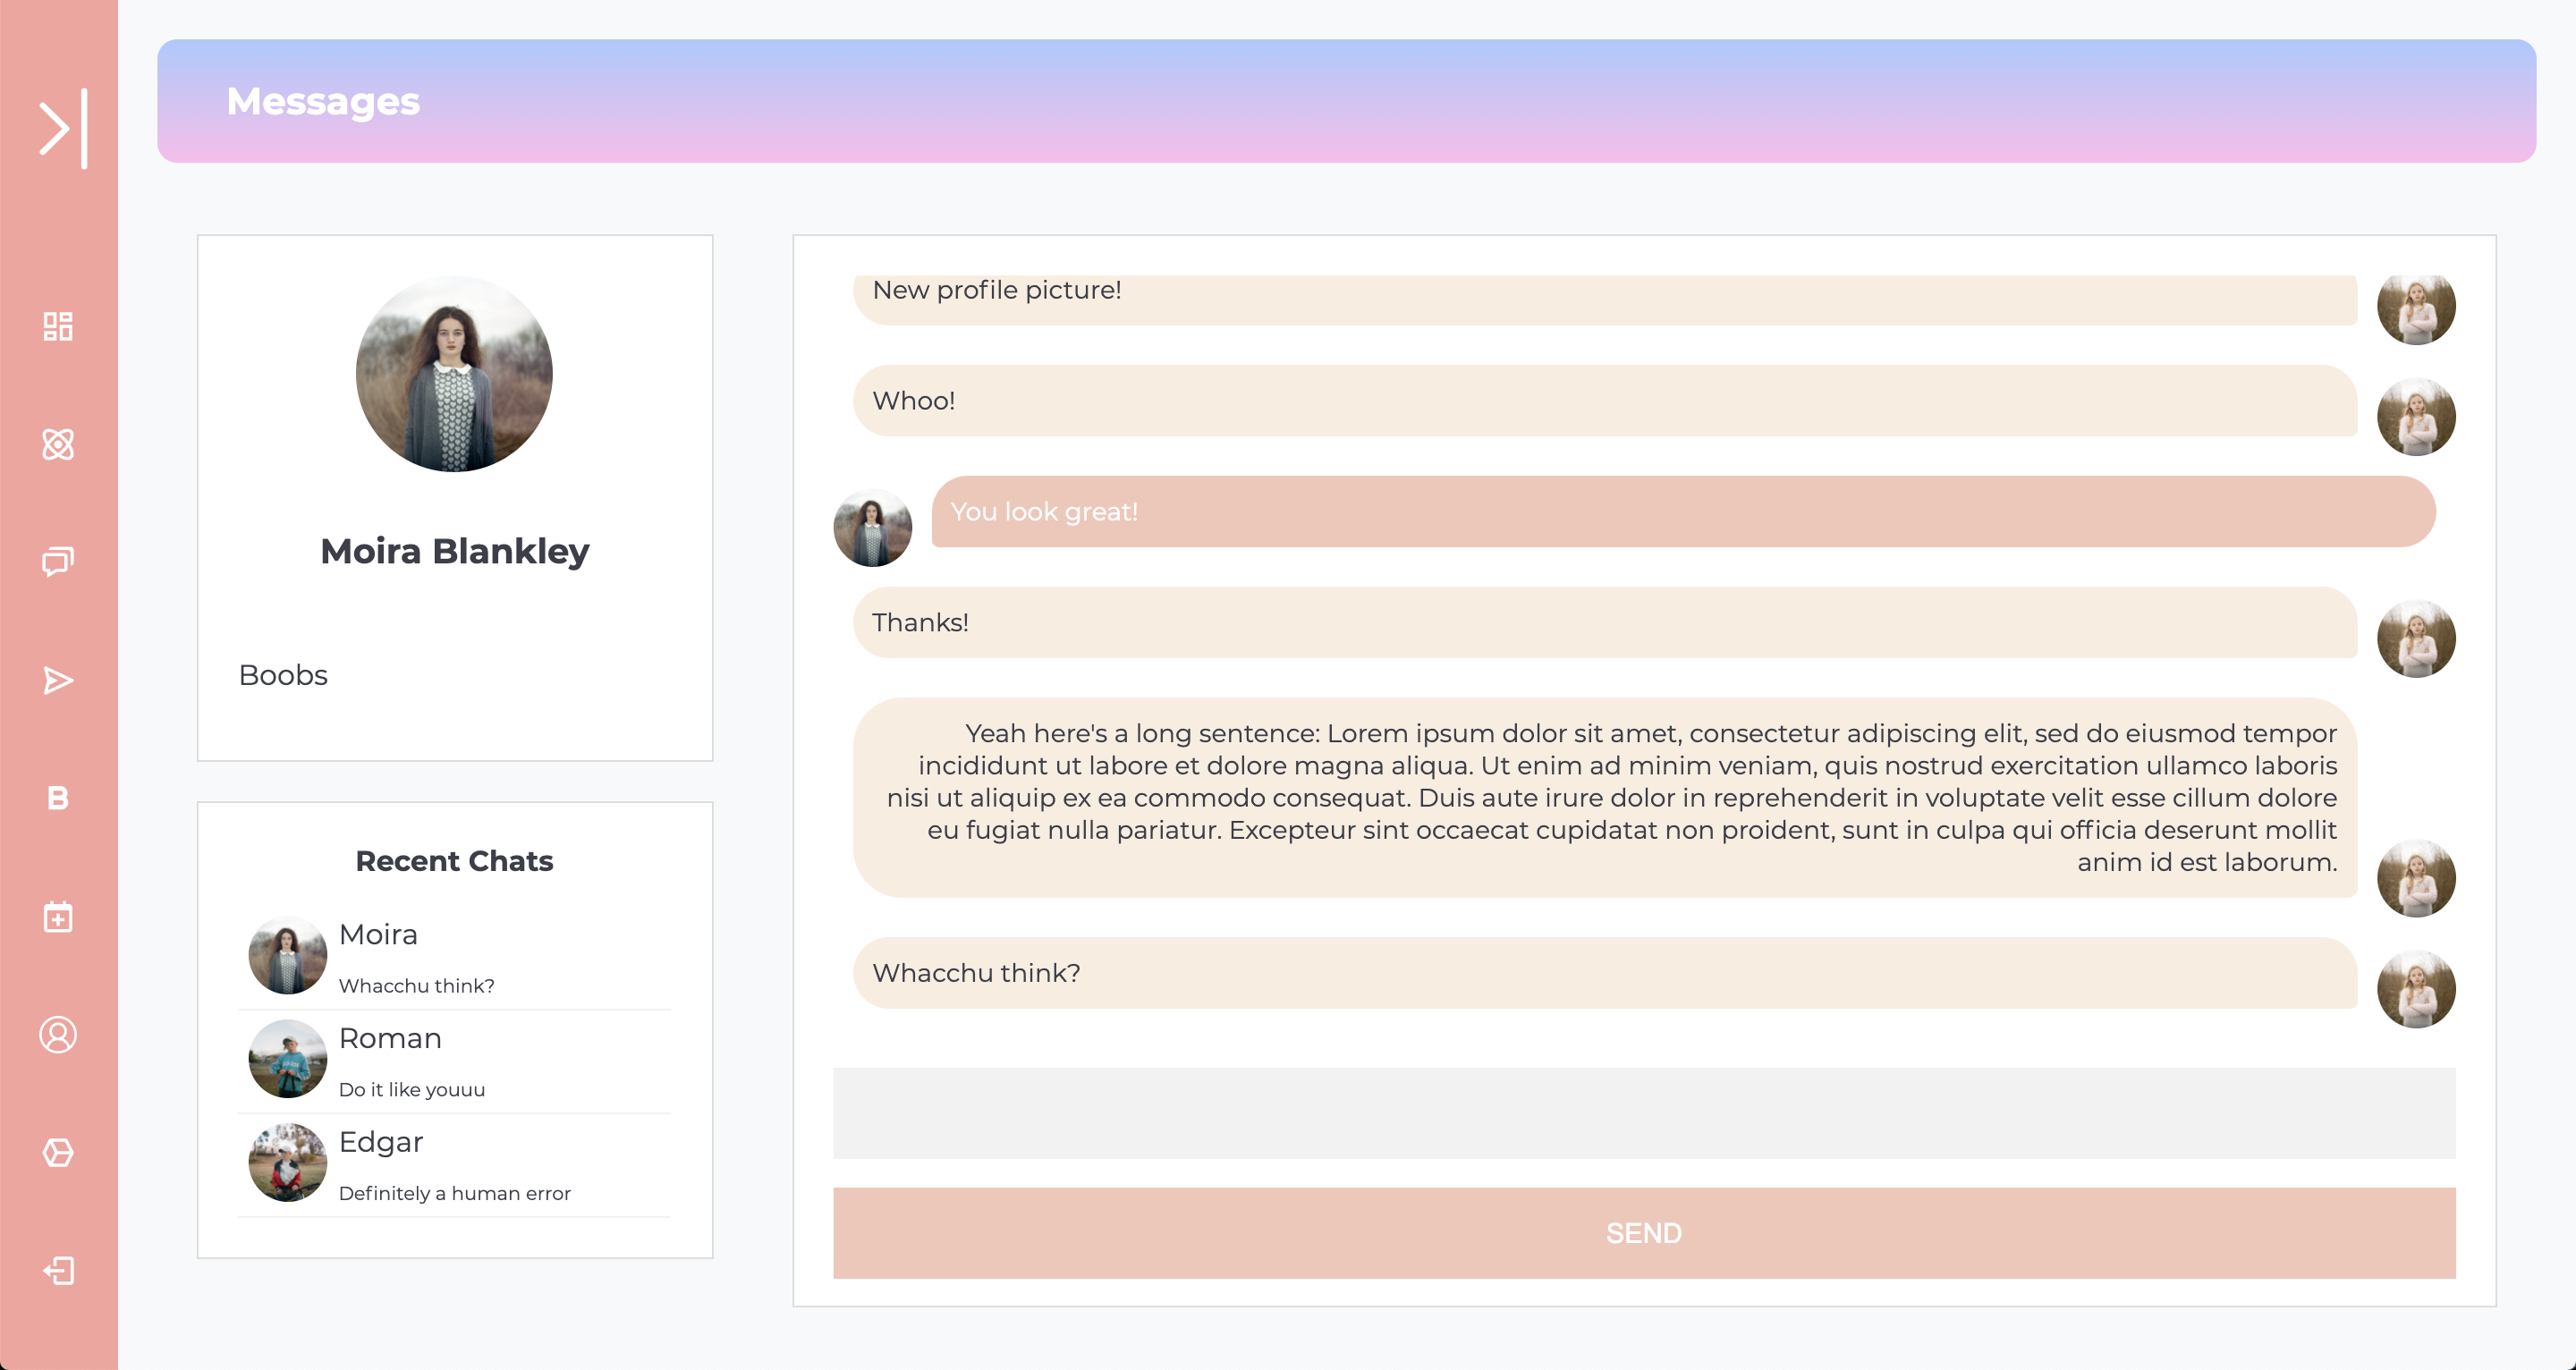 Messages
Moira Blankley
Boobs
Recent Chats
Moira
Whacchu think?
Roman
Do it like youuu
Edgar
Definitely a human error
New profile picture!
Whoo!
You look great!
Thanks!
Yeah here's a long sentence: Lorem ipsum dolor sit amet, consectetur adipiscing elit, sed do eiusmod tempor
incididunt ut labore et dolore magna aliqua. Ut enim ad minim veniam, quis nostrud exercitation ullamco laboris
nisi ut aliquip ex ea commodo consequat. Duis aute irure dolor in reprehenderit in voluptate velit esse cillum dolore
eu fugiat nulla pariatur. Excepteur sint occaecat cupidatat non proident, sunt in culpa qui officia deserunt mollit
anim id est laborum.
Whacchu think?
SEND
B